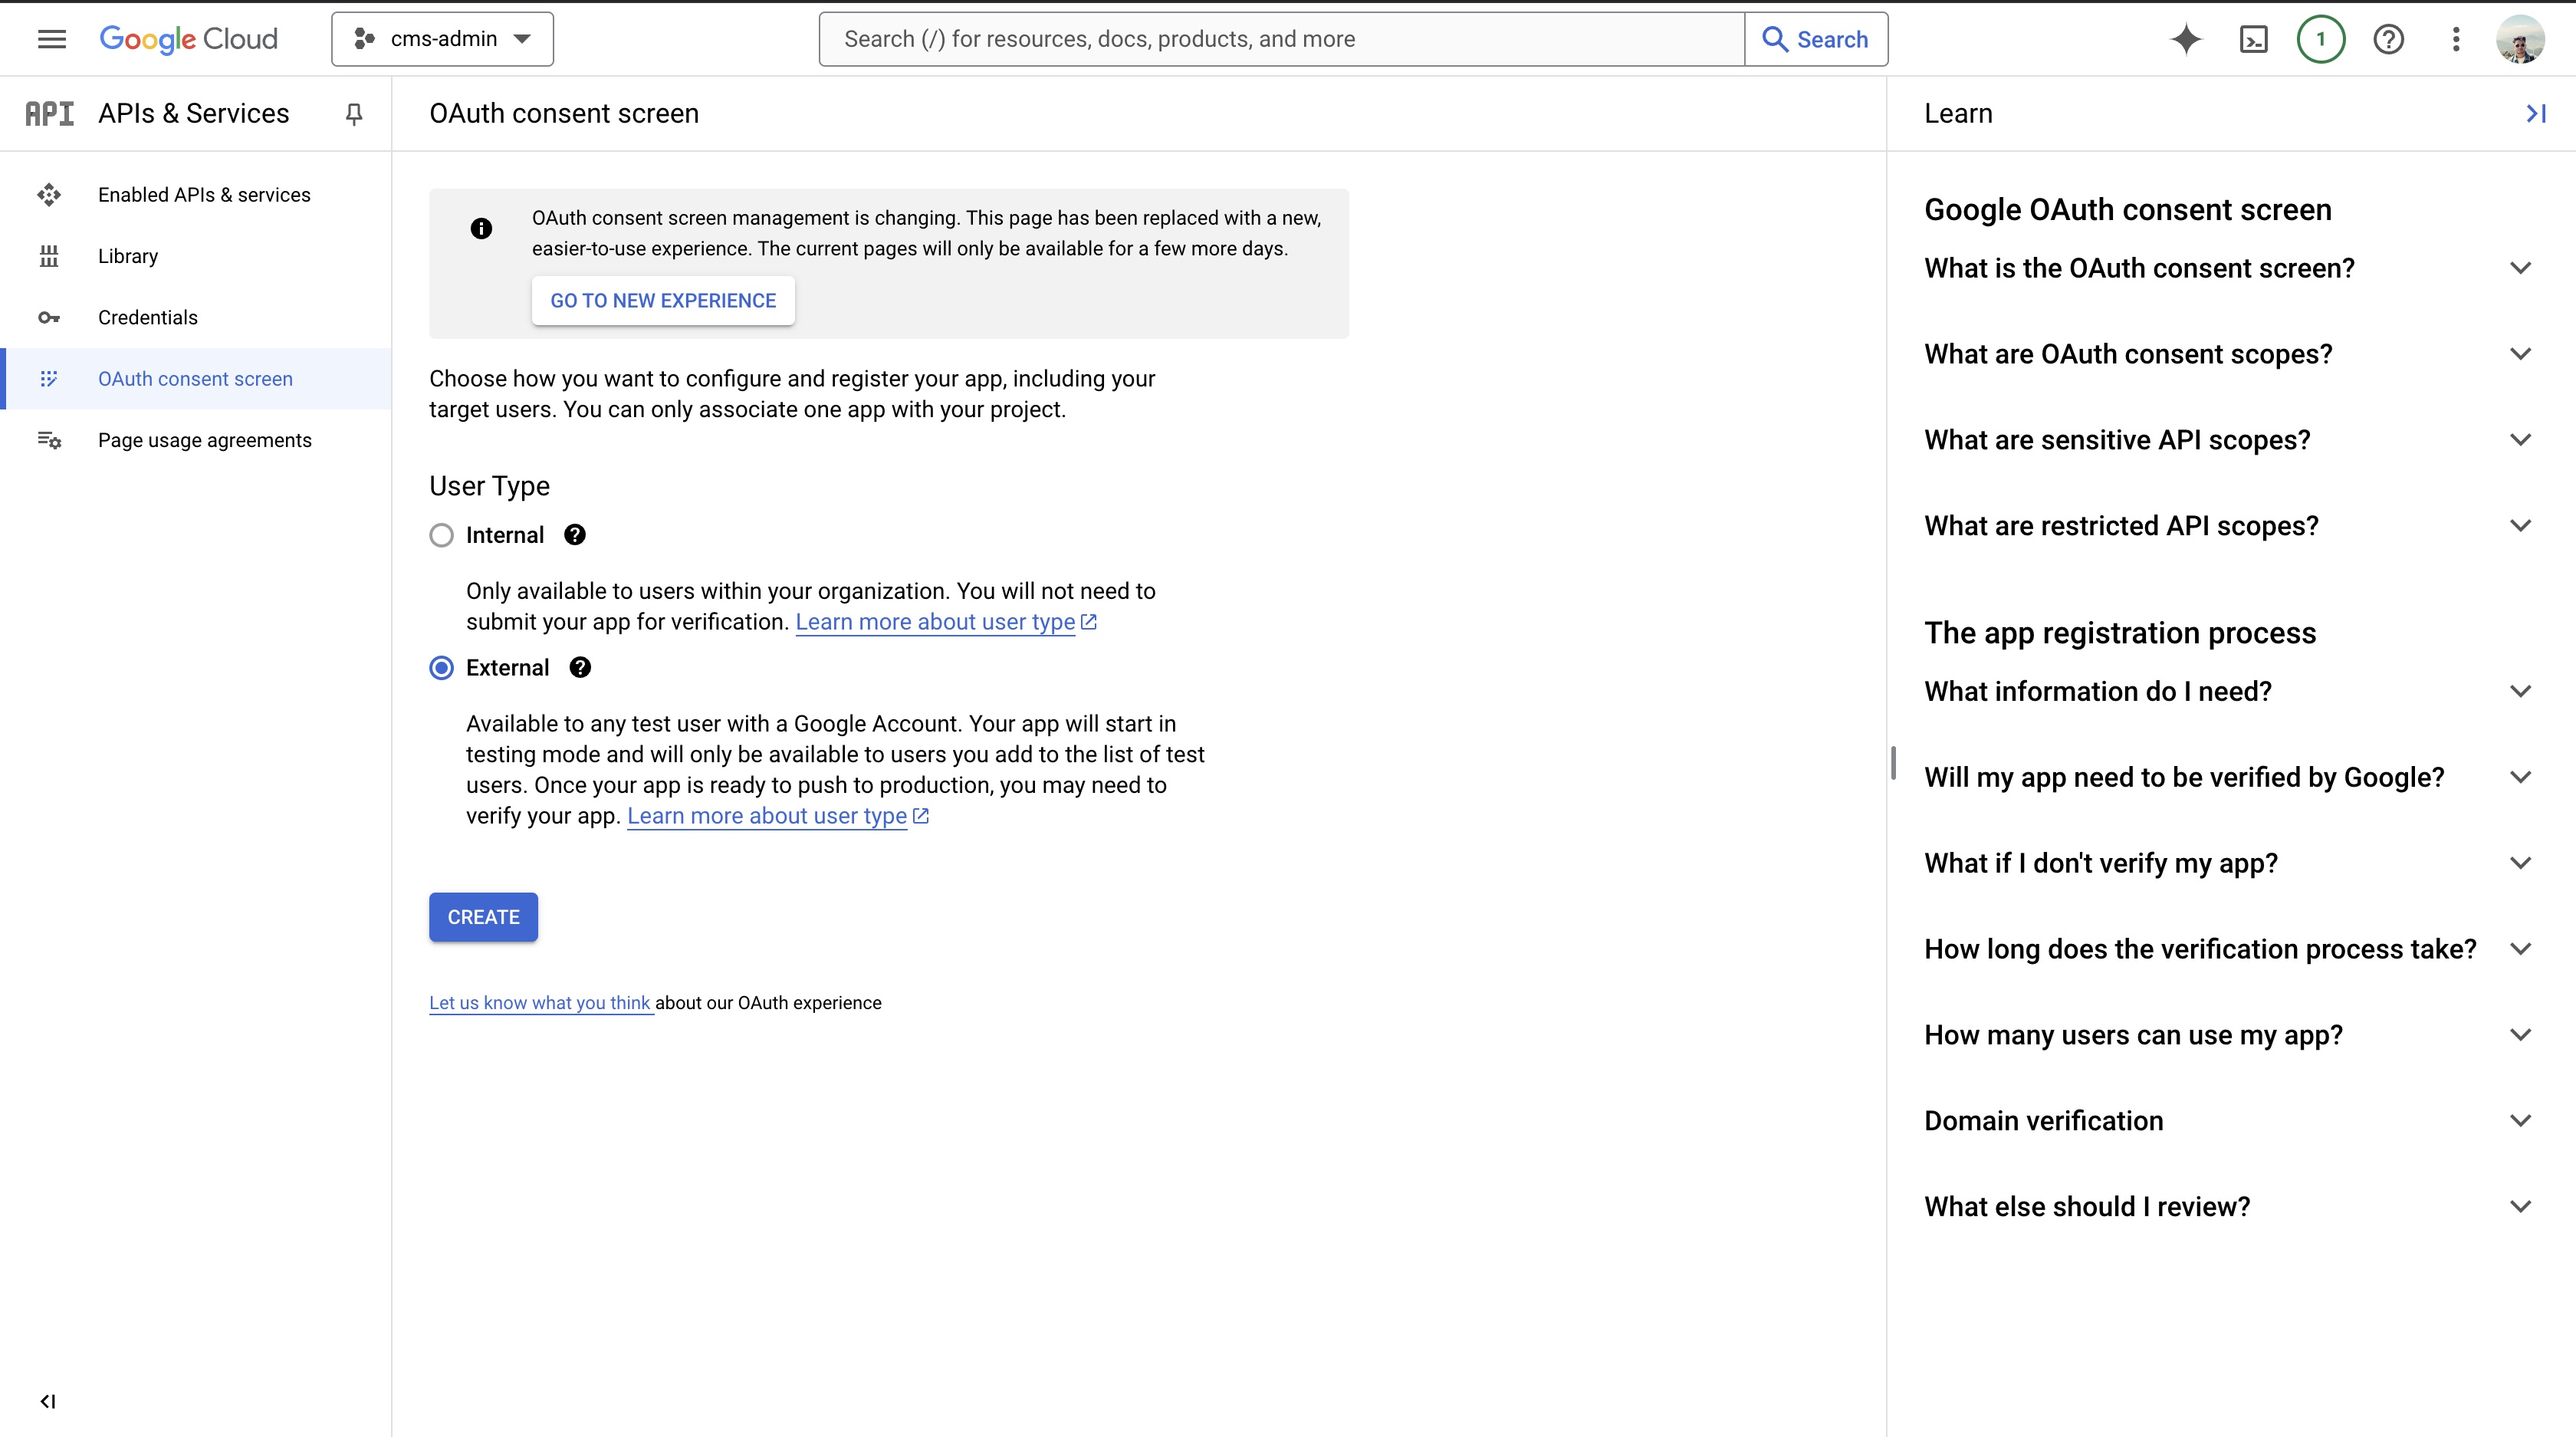 Google Cloud
cms-admin
Search (/) for resources, docs, products, and more
Search
1
API
APIs & Services
Enabled APIs & services
Library
Credentials
OAuth consent screen
Page usage agreements
OAuth consent screen
OAuth consent screen management is changing. This page has been replaced with a new,
easier-to-use experience. The current pages will only be available for a few more days.
GO TO NEW EXPERIENCE
Choose how you want to configure and register your app, including your
target users. You can only associate one app with your project.
User Type
Internal
Only available to users within your organization. You will not need to
submit your app for verification. Learn more about user type
External
Available to any test user with a Google Account. Your app will start in
testing mode and will only be available to users you add to the list of test
users. Once your app is ready to push to production, you may need to
verify your app. Learn more about user type
CREATE
Let us know what you think about our OAuth experience
Learn
Google OAuth consent screen
What is the OAuth consent screen?
What are OAuth consent scopes?
What are sensitive API scopes?
What are restricted API scopes?
The app registration process
What information do I need?
Will my app need to be verified by Google?
What if I don't verify my app?
How long does the verification process take?
How many users can use my app?
Domain verification
What else should I review?